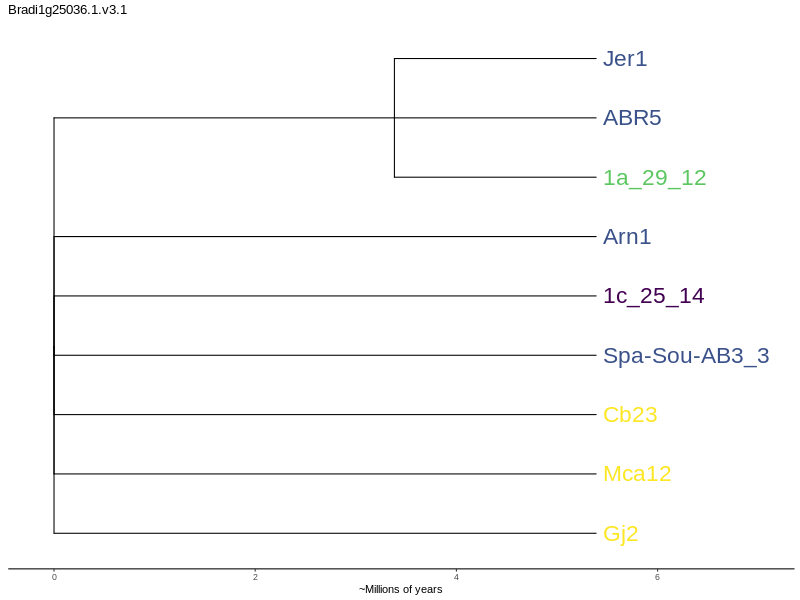 Bradi1g25036.1.v3.1
Jer1
ABR5
1a_29_12
Arn1
1c_25_14
Spa-Sou-AB3_3
Cb23
Mca12
Gj2
0 2 4 6
~Millions of years